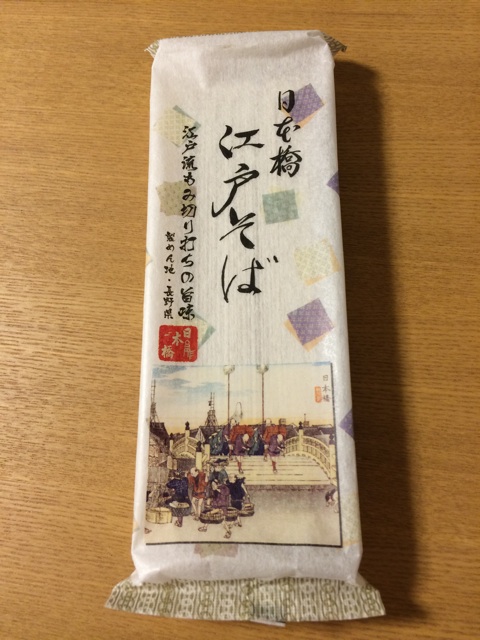 日本橋
江戸そば
江戸流もみ切り打ちの旨味
製めん地・長野県
日本橋
日本橋